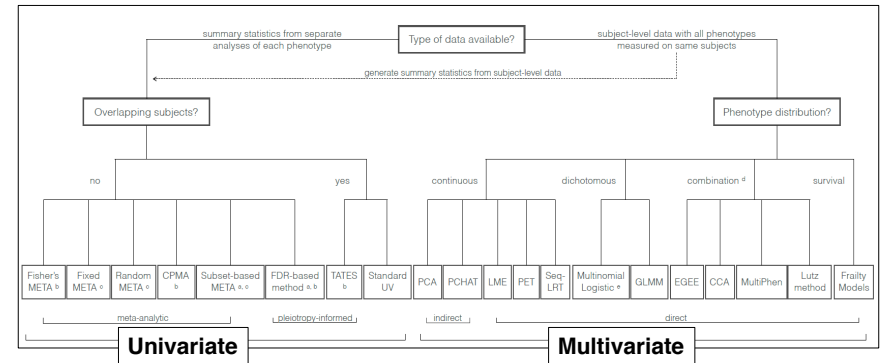 Type of data available?
summary statistics from separate
analyses of each phenotype
subject-level data with all phenotypes
measured on same subjects
generate summary statistics from subject-level data
Overlapping subjects?
Phenotype distribution?
no
yes
continuous
dichotomous
combination d
survival
Fisher's
META b
Fixed
META c
Random
META c
CPMA
b
Subset-based
META a, c
FDR-based
method a, b
TATES
b
Standard
UV
PCA
PCHAT
LME
PET
Seq-
LRT
Multinomial
Logistic e
GLMM
EGEE
CCA
MultiPhen
Lutz
method
Frailty
Models
meta-analytic
pleiotropy-informed
indirect
direct
Univariate
Multivariate